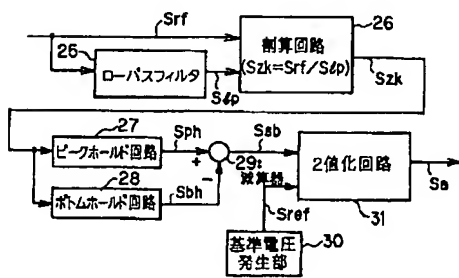 Srf
25
ローパスフィルタ
Sℓp
26
割算回路
(Szk=Srf/Sℓp)
Szk
27
ピークホールド回路
Sph
28
ボトムホールド回路
Sbh
+
−
29:
減算器
Ssb
2値化回路
31
Sa
Sref
基準電圧
発生部
30